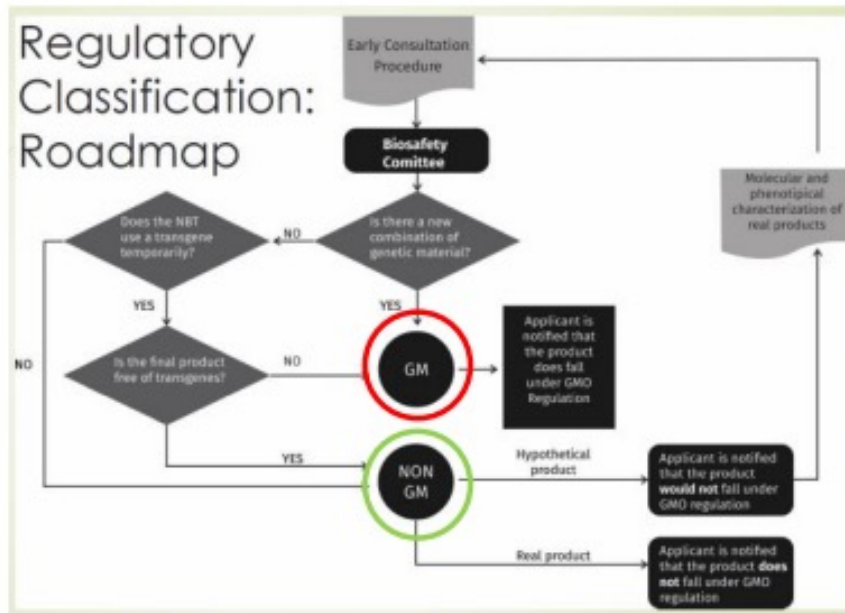 Regulatory
Classification:
Roadmap
Early Consultation
Procedure
Biosafety
Comittee
Is there a new
combination of
genetic material?
NO
Does the NBT
use a transgene
temporarily?
YES
YES
NO
Is the final product
free of transgenes?
NO
GM
Applicant is
notified that
the product
does fall
under GMO
Regulation
YES
NON
GM
Hypothetical
product
Applicant is notified
that the product
would not fall under
GMO regulation
Real product
Applicant is notified
that the product does
not fall under GMO
regulation
Molecular and
phenotipical
characterization of
real products